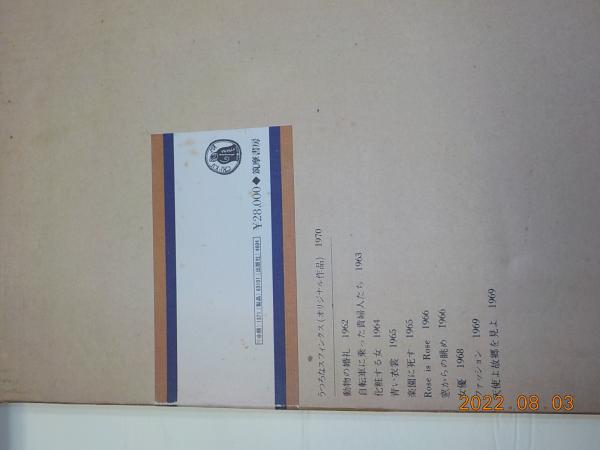 うつろなスフィンクス(オリジナル作品) 1970
動物の婚礼 1962
自転車に乗った貴婦人たち 1963
化粧する女 1964
青い衣裳 1965
楽園に死す 1965
Rose is Rose 1966
窓からの眺め 1966
女優 1968
ファッション 1969
天使よ故郷を見よ 1969
¥28,000◆筑摩書房
2022.08.03